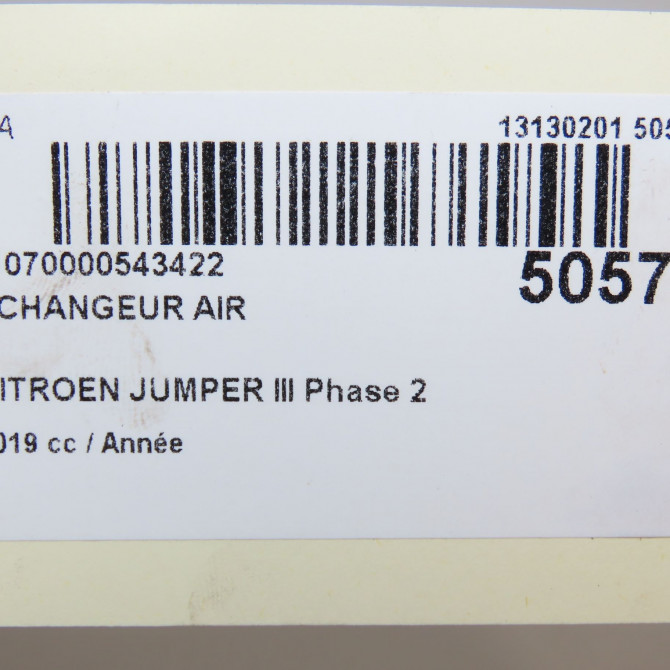 A 13130201 505
070000543422 5057
CHANGEUR AIR
ITROEN JUMPER III Phase 2
019 cc / Année